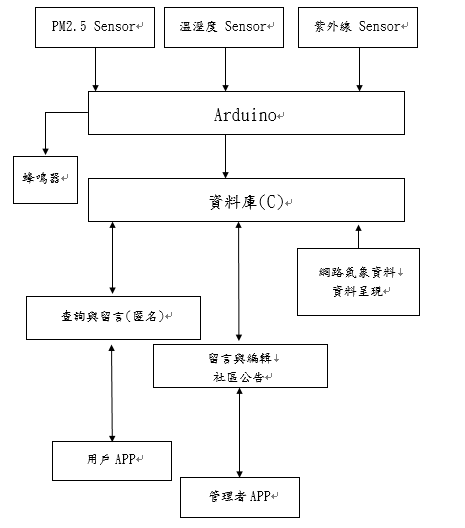 PM2.5 Sensor
溫溼度 Sensor
紫外線 Sensor
Arduino
蜂鳴器
資料庫(C)
網路氣象資料
資料呈現
查詢與留言(匿名)
留言與編輯
社區公告
用戶 APP
管理者 APP